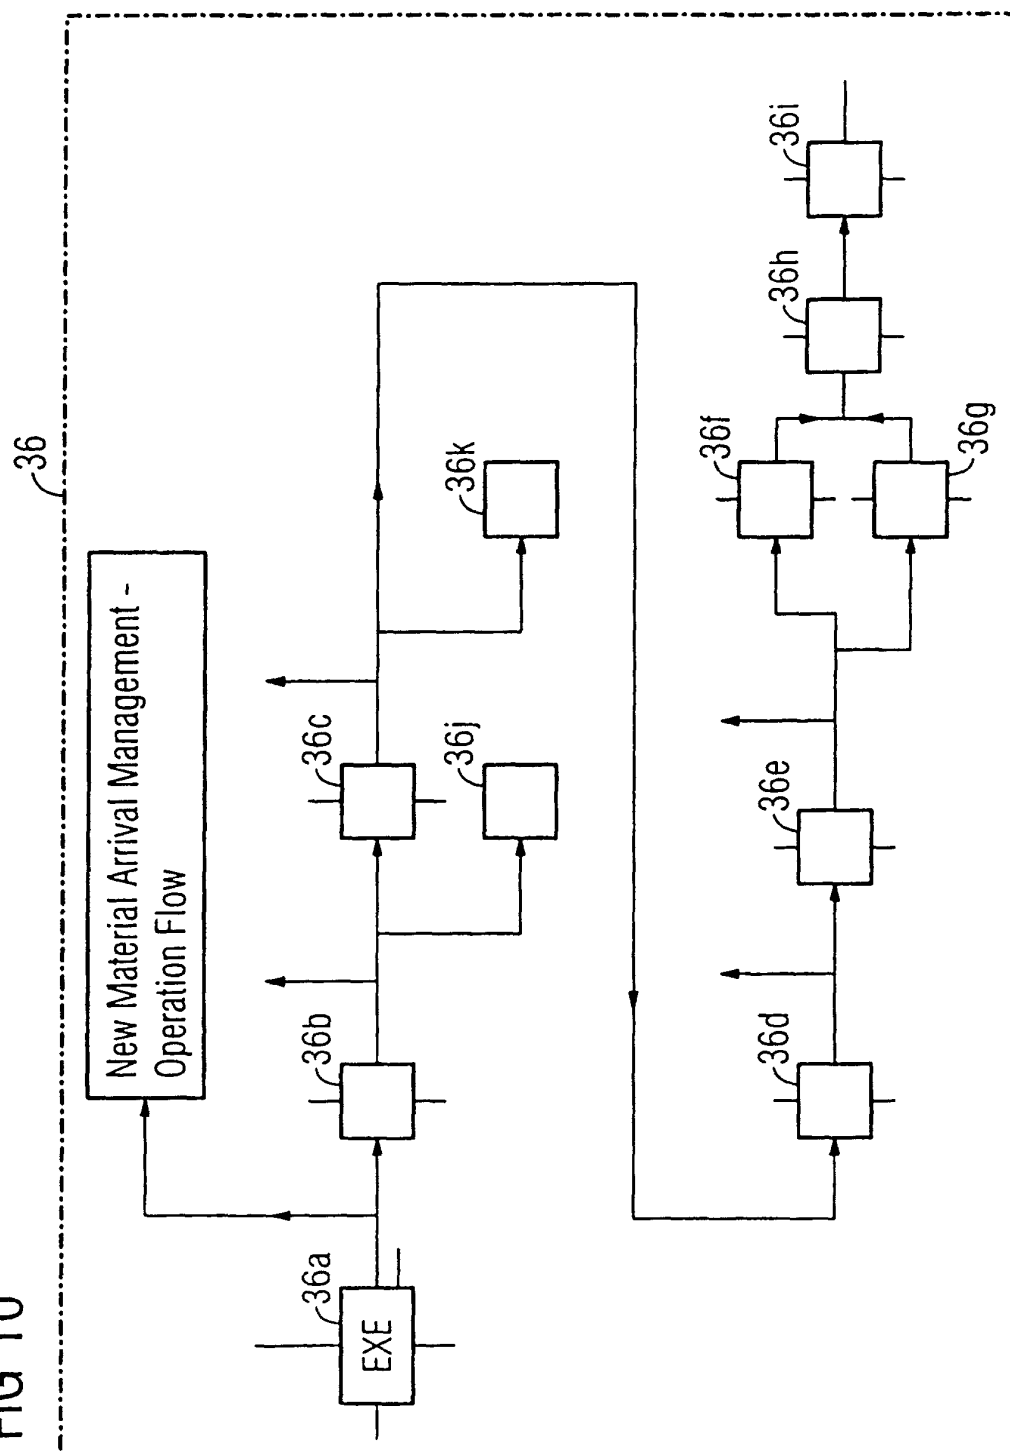 FIG 10
36
New Material Arrival Management -
Operation Flow
36a
EXE
36b
36c
36j
36k
36d
36e
36f
36g
36h
36i